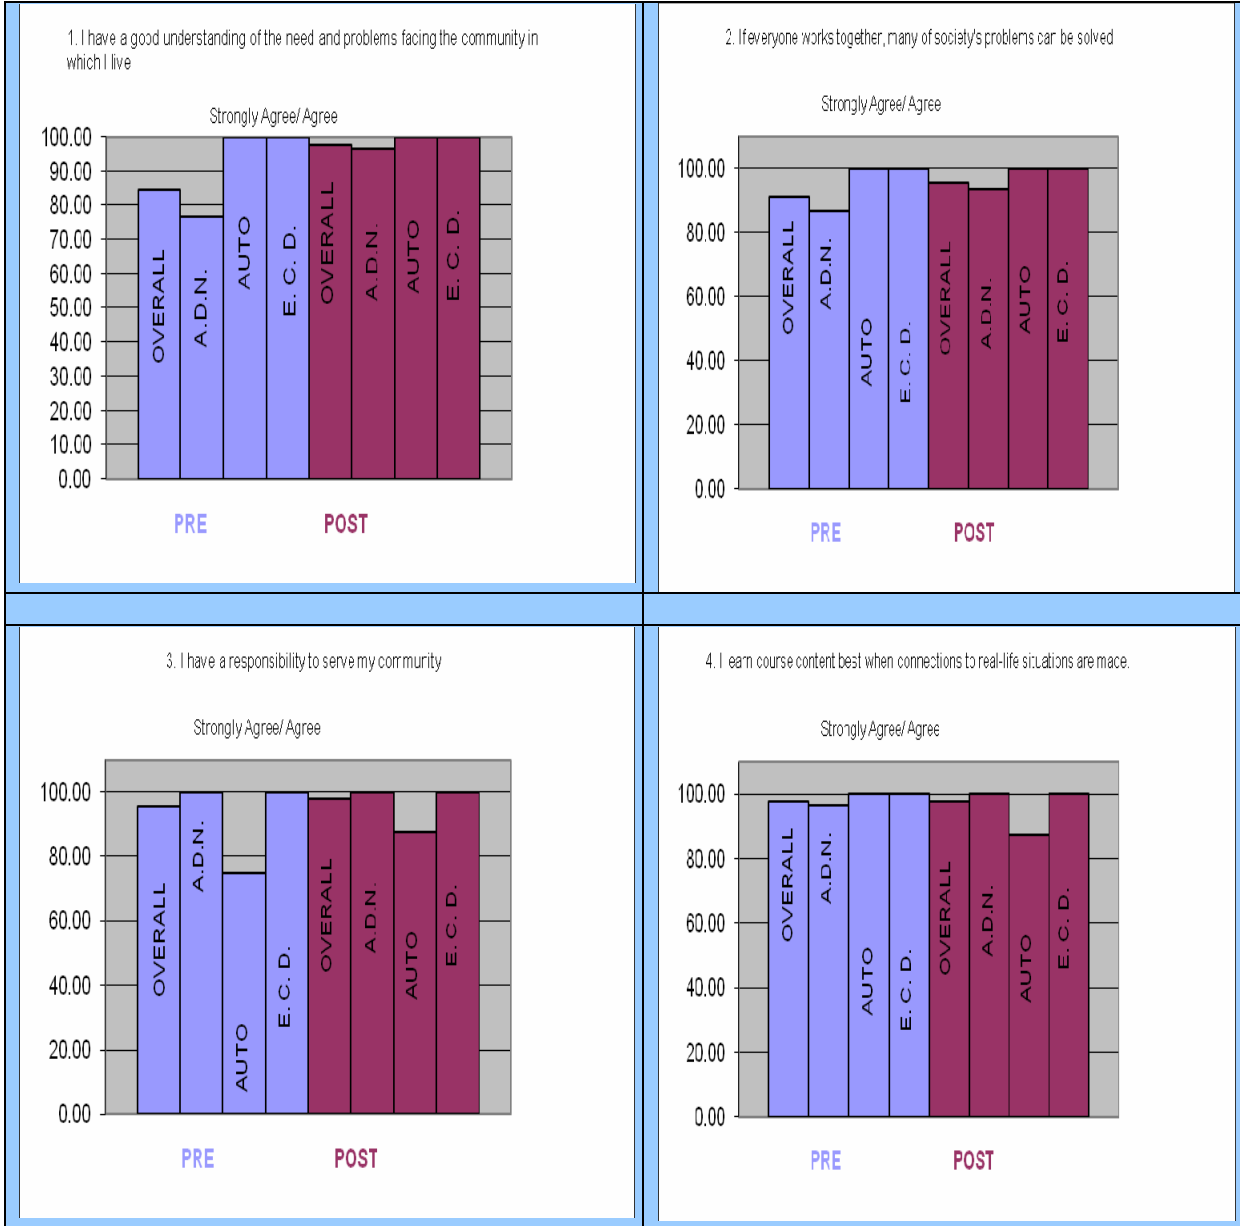 1. I have a good understanding of the need and problems facing the community in
which I live
Strongly Agree/ Agree
100.00
90.00
80.00
70.00
60.00
50.00
40.00
30.00
20.00
10.00
0.00
OVERALL
A.D.N.
AUTO
E. C. D.
OVERALL
A.D.N.
AUTO
E. C. D.
PRE
POST
2. If everyone works together, many of society's problems can be solved
Strongly Agree/ Agree
100.00
80.00
60.00
40.00
20.00
0.00
OVERALL
A.D.N.
AUTO
E. C. D.
OVERALL
A.D.N.
AUTO
E. C. D.
PRE
POST
3. I have a responsibility to serve my community
Strongly Agree/ Agree
100.00
80.00
60.00
40.00
20.00
0.00
OVERALL
A.D.N.
AUTO
E. C. D.
OVERALL
A.D.N.
AUTO
E. C. D.
PRE
POST
4. I earn course content best when connections to real-life situations are mace.
Strongly Agree/ Agree
100.00
80.00
60.00
40.00
20.00
0.00
OVERALL
A.D.N.
AUTO
E. C. D.
OVERALL
A.D.N.
AUTO
E. C. D.
PRE
POST